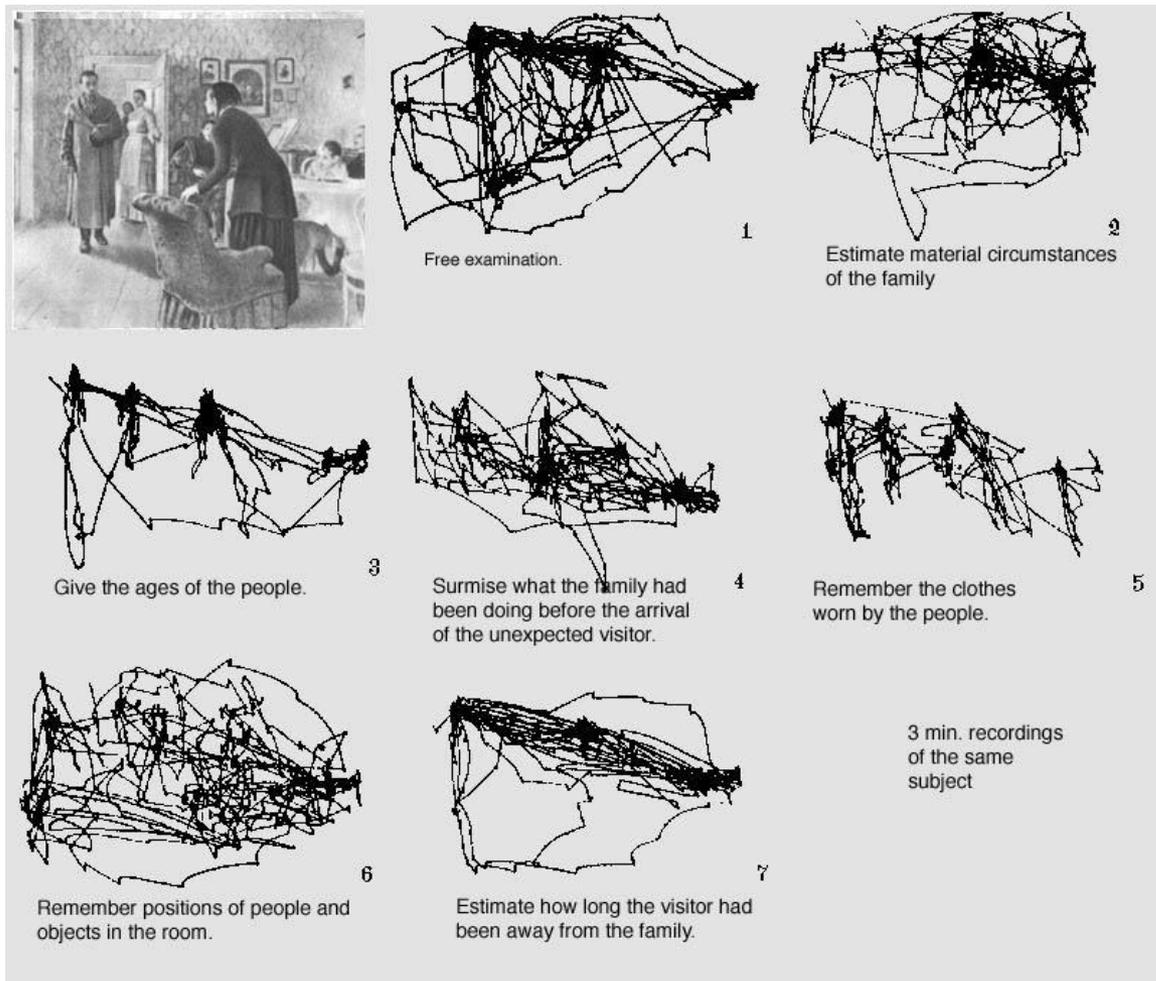 1
Free examination.
2
Estimate material circumstances
of the family
3
Give the ages of the people.
4
Surmise what the family had
been doing before the arrival
of the unexpected visitor.
5
Remember the clothes
worn by the people.
6
Remember positions of people and
objects in the room.
7
Estimate how long the visitor had
been away from the family.
3 min. recordings
of the same
subject